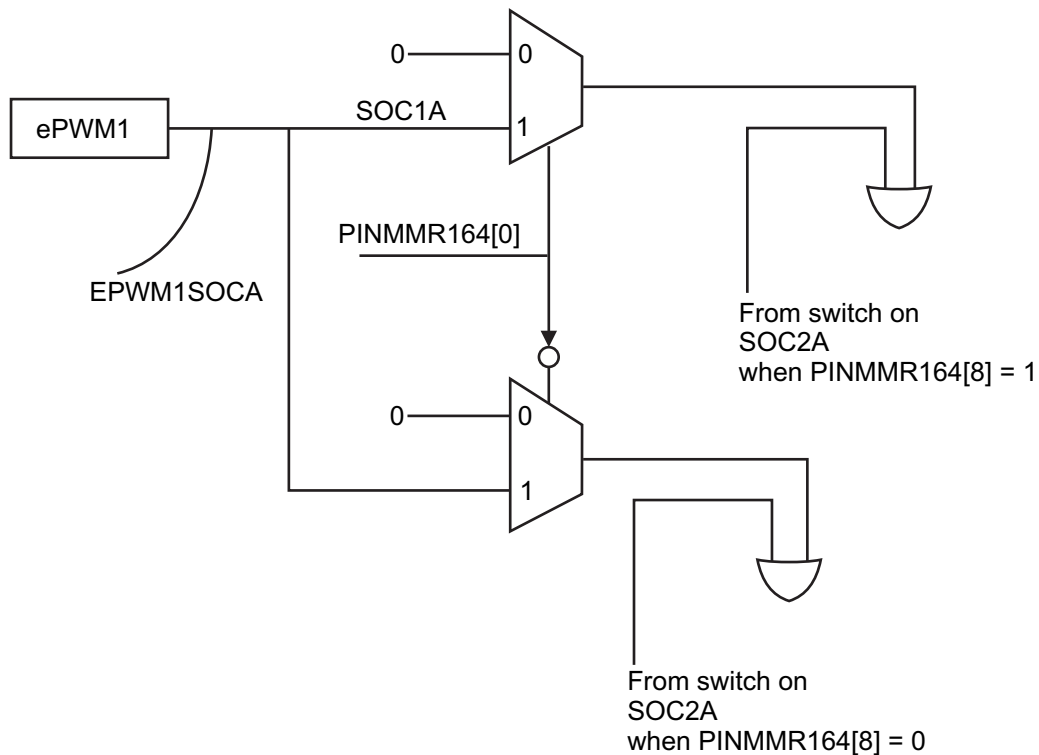 0
0
ePWM1
SOC1A
1
PINMMR164[0]
EPWM1SOCA
From switch on
SOC2A
when PINMMR164[8] = 1
0
0
1
From switch on
SOC2A
when PINMMR164[8] = 0